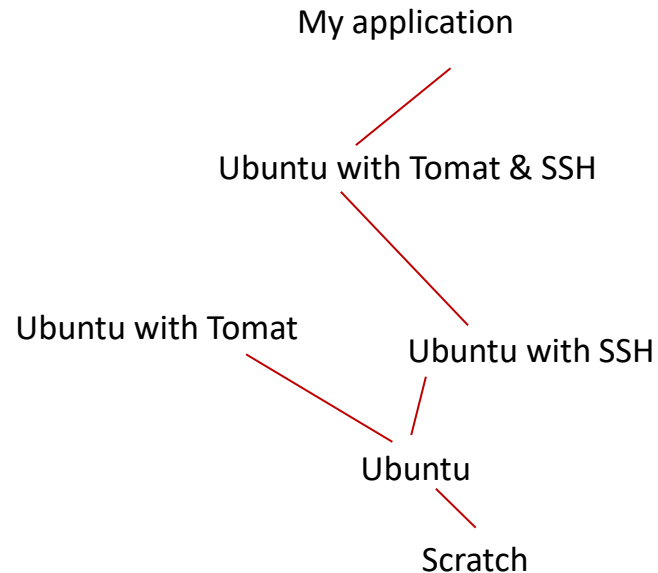 My application
Ubuntu with Tomat & SSH
Ubuntu with Tomat
Ubuntu with SSH
Ubuntu
Scratch